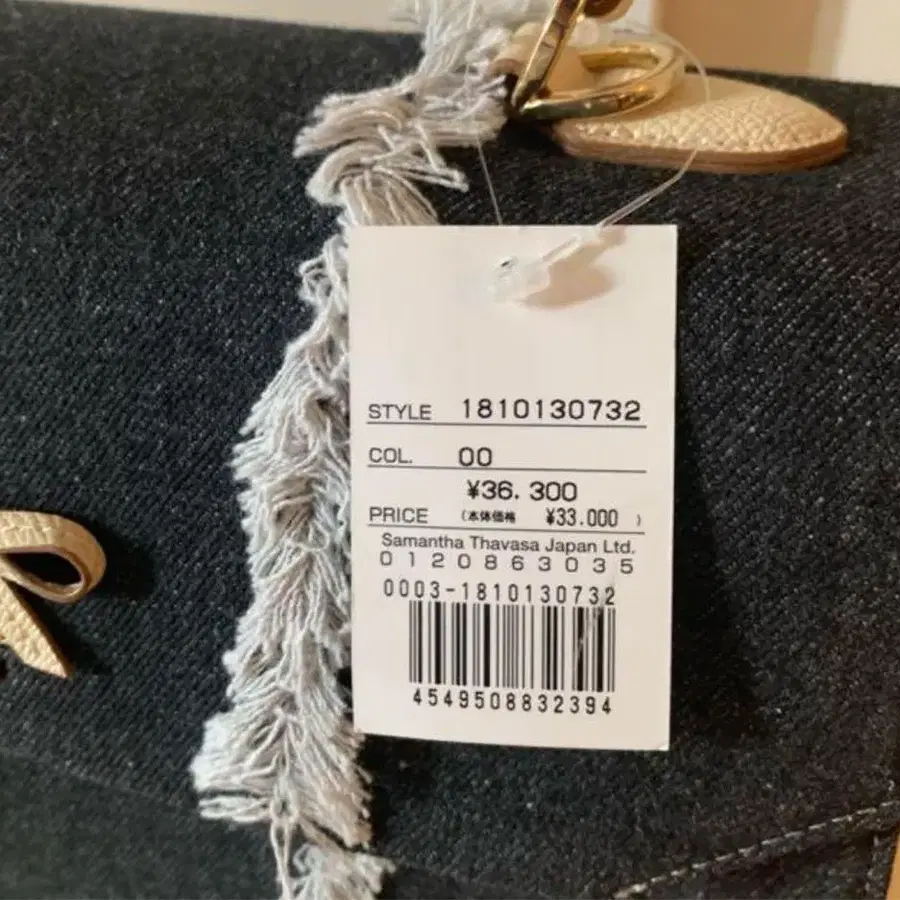 STYLE 1810130732
COL. 00
¥36,300
PRICE (本体価格 ¥33,000 )
Samantha Thavasa Japan Ltd.
0120863035
0003-1810130732
4549508832394